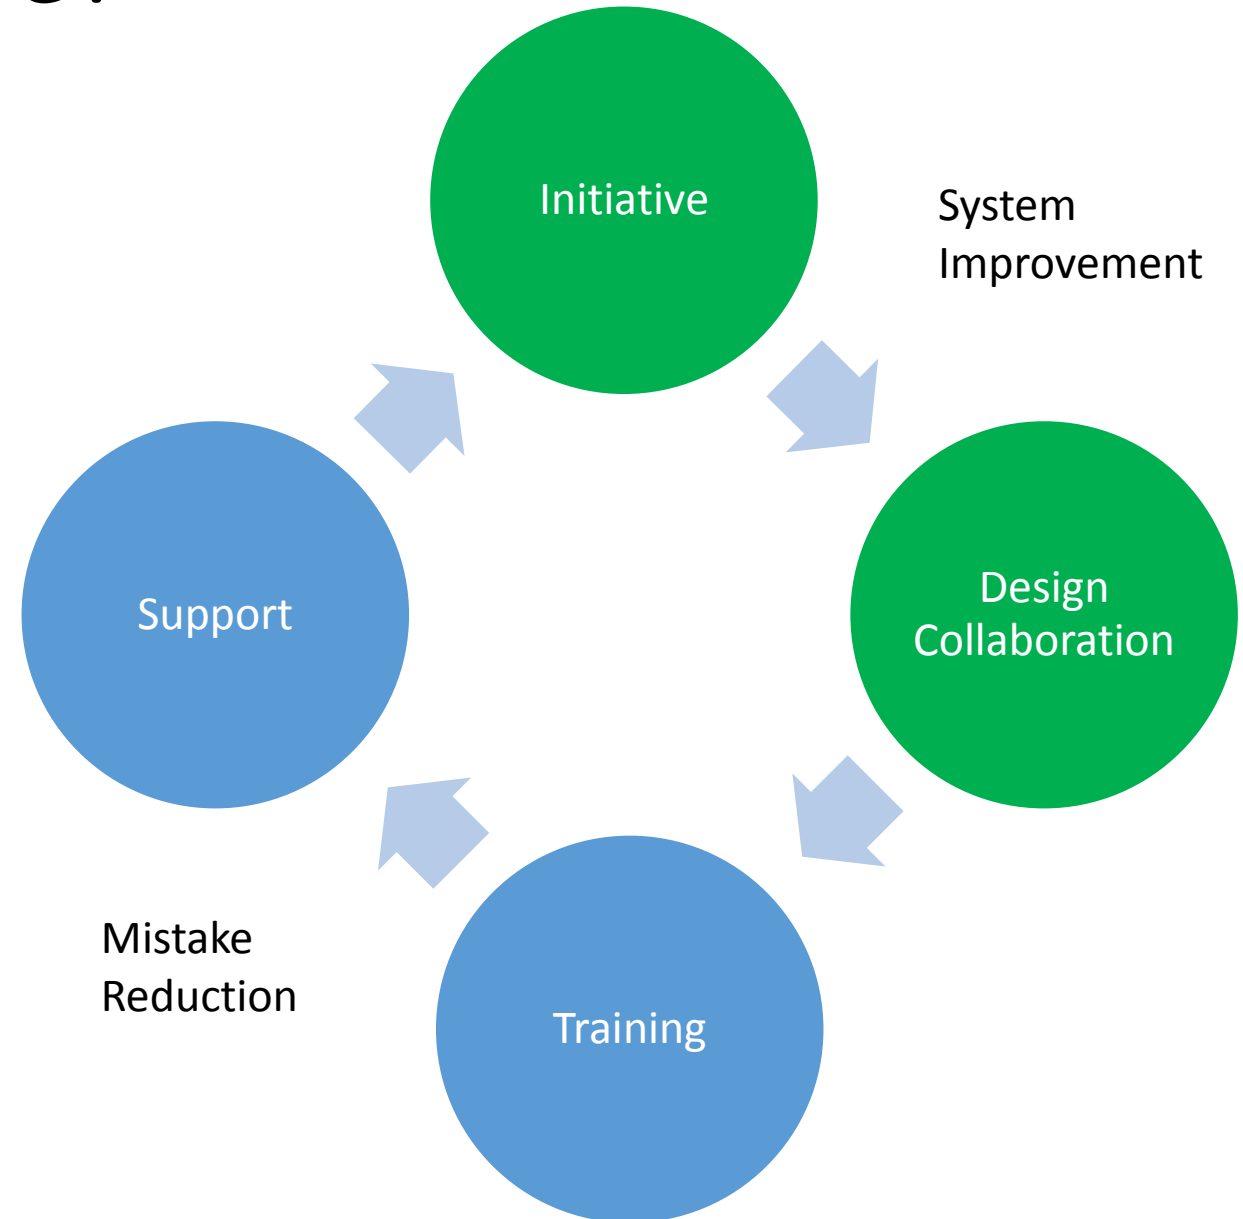 Initiative
System
Improvement
Design
Collaboration
Support
Mistake
Reduction
Training